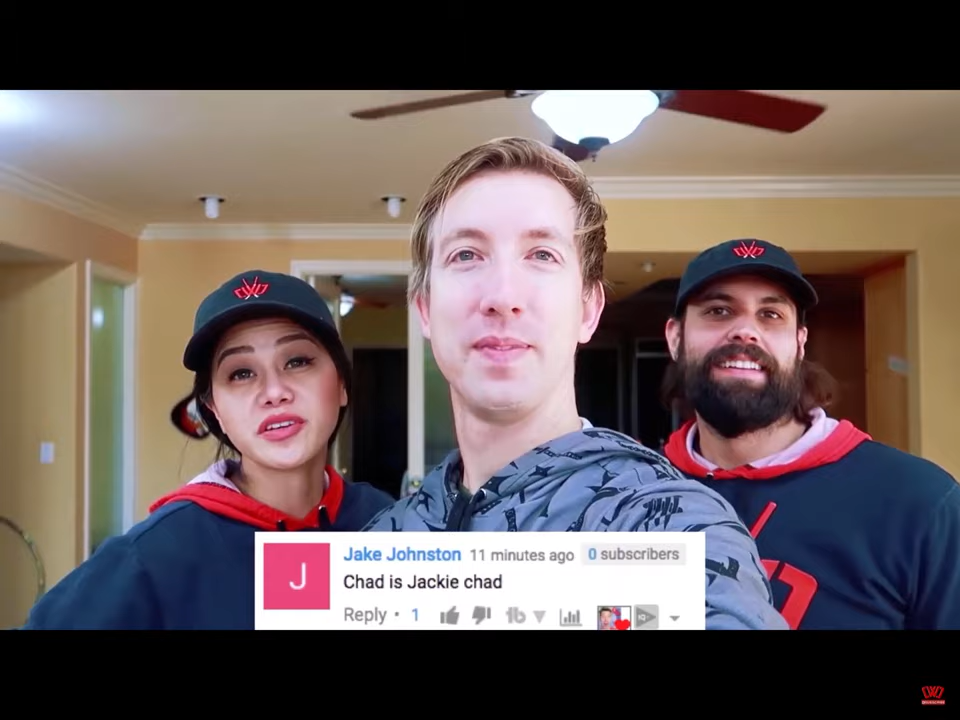 Jake Johnston 11 minutes ago 0 subscribers
J
Chad is Jackie chad
Reply • 1